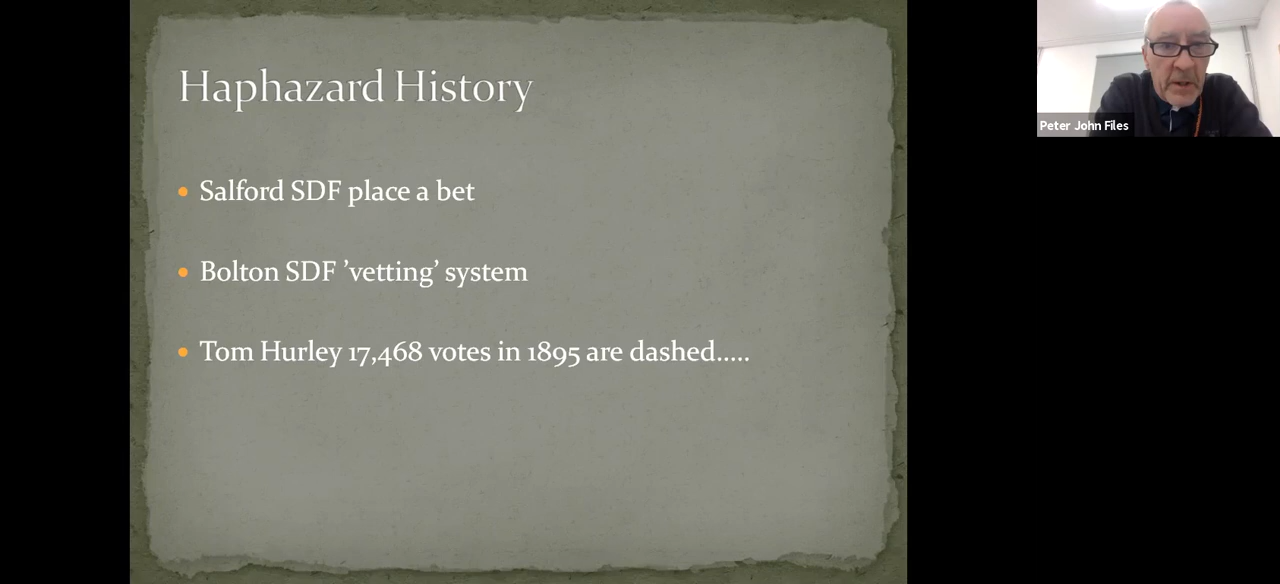 Haphazard History
Salford SDF place a bet
Bolton SDF ’vetting’ system
Tom Hurley 17,468 votes in 1895 are dashed.....
Peter John Files